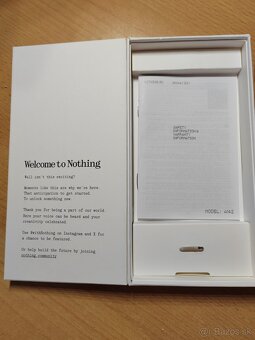 Welcome to Nothing
Well isn't this exciting?
Moments like this are why we're here.
That anticipation to get started
To unlock something new
Thank you for being a part of our world.
Here your voice can be heard and your
creativity celebrated
Use #withNothing on Instagram and X for
a chance to be featured.
Or help build the future by joining
nothing.community
SAFETY
INFORMATION &
WARRANTY
INFORMATION
MODEL: A142